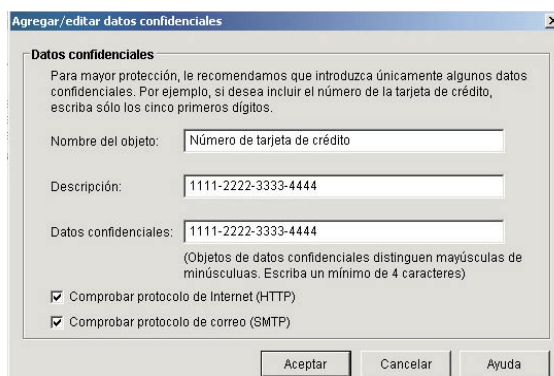 Agregar/editar datos confidenciales
Datos confidenciales
Para mayor protección, le recomendamos que introduzca únicamente algunos datos
confidenciales. Por ejemplo, si desea incluir el número de la tarjeta de crédito,
escriba sólo los cinco primeros dígitos.
Nombre del objeto: Número de tarjeta de crédito
Descripción: 1111-2222-3333-4444
Datos confidenciales: 1111-2222-3333-4444
(Objetos de datos confidenciales distinguen mayúsculas de
minúsculuas. Escriba un mínimo de 4 caracteres)
Comprobar protocolo de Internet (HTTP)
Comprobar protocolo de correo (SMTP)
Aceptar Cancelar Ayuda